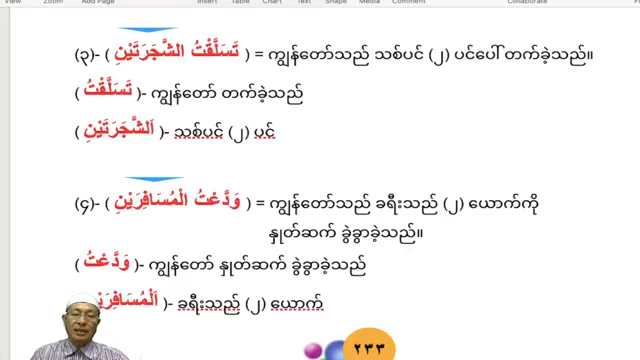 View Zoom Add Page Insert Table Chart Text Shape Media Comment Collaborate
(၃)- ( تَسَلَّقْتُ الشَّجَرَتَيْنِ ) = ကျွန်တော်သည် သစ်ပင် (၂) ပင်ပေါ် တက်ခဲ့သည်။
( تَسَلَّقْتُ )- ကျွန်တော် တက်ခဲ့သည်
( اَلشَّجَرَتَيْنِ )- သစ်ပင် (၂) ပင်
(၄)- ( وَدَّعْتُ الْمُسَافِرَيْنِ ) = ကျွန်တော်သည် ခရီးသည် (၂) ယောက်ကို
နှုတ်ဆက် ခွဲခွာခဲ့သည်။
( وَدَّعْتُ )- ကျွန်တော် နှုတ်ဆက် ခွဲခွာခဲ့သည်
اَلْمُسَافِرَيْنِ )- ခရီးသည် (၂) ယောက်
٢٣٣